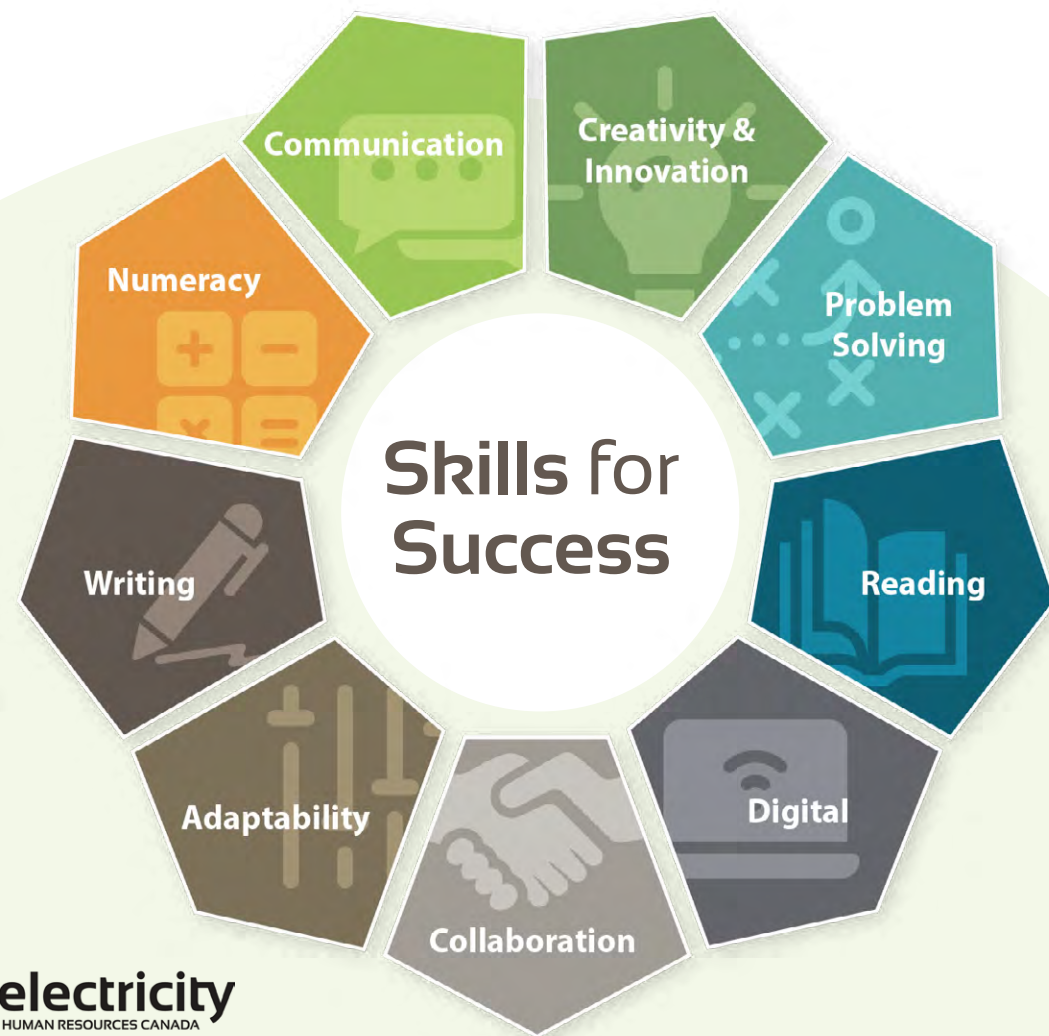 Communication
Creativity &
Innovation
Numeracy
Problem
Solving
Skills for
Success
Writing
Reading
Adaptability
Digital
Collaboration
electricity
HUMAN RESOURCES CANADA